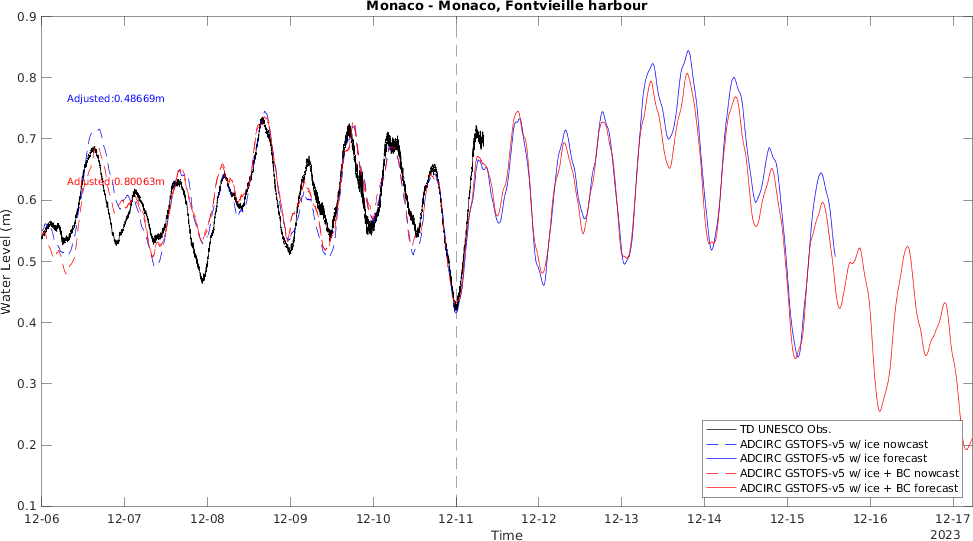 Monaco - Monaco, Fontvieille harbour
0.9
0.8
0.7
0.6
0.5
0.4
0.3
0.2
0.1
Water Level (m)
Adjusted:0.48669m
Adjusted:0.80063m
TD UNESCO Obs.
ADCIRC GSTOFS-v5 w/ ice nowcast
ADCIRC GSTOFS-v5 w/ ice forecast
ADCIRC GSTOFS-v5 w/ ice + BC nowcast
ADCIRC GSTOFS-v5 w/ ice + BC forecast
12-06 12-07 12-08 12-09 12-10 12-11 12-12 12-13 12-14 12-15 12-16 12-17
Time 2023